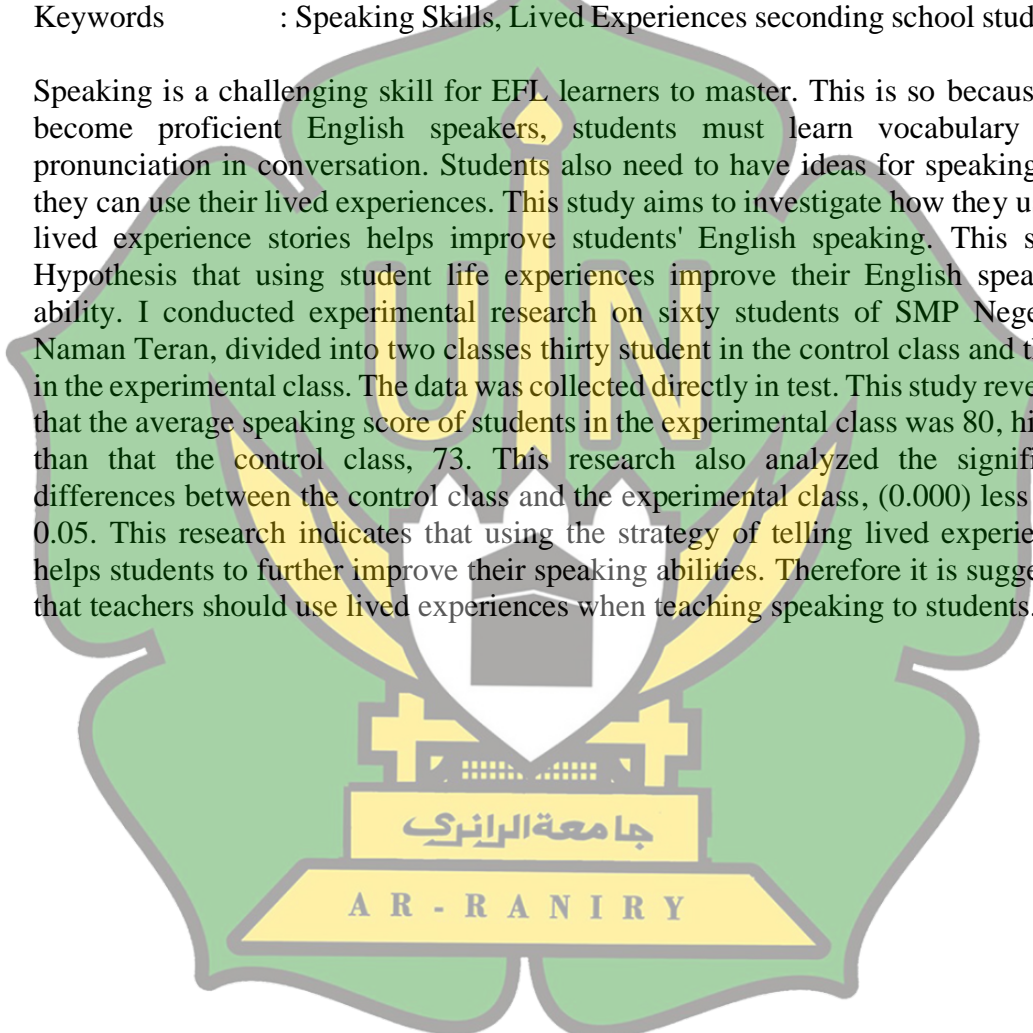 Keywords : Speaking Skills, Lived Experiences seconding school stud
Speaking is a challenging skill for EFL learners to master. This is so becaus
become proficient English speakers, students must learn vocabulary
pronunciation in conversation. Students also need to have ideas for speaking
they can use their lived experiences. This study aims to investigate how they u
lived experience stories helps improve students' English speaking. This s
Hypothesis that using student life experiences improve their English spea
ability. I conducted experimental research on sixty students of SMP Nege
Naman Teran, divided into two classes thirty student in the control class and t
in the experimental class. The data was collected directly in test. This study reve
that the average speaking score of students in the experimental class was 80, hi
than that the control class, 73. This research also analyzed the signifi
differences between the control class and the experimental class, (0.000) less
0.05. This research indicates that using the strategy of telling lived experie
helps students to further improve their speaking abilities. Therefore it is sugge
that teachers should use lived experiences when teaching speaking to students.
UIN
جامعةالرانري
AR-RANIRY